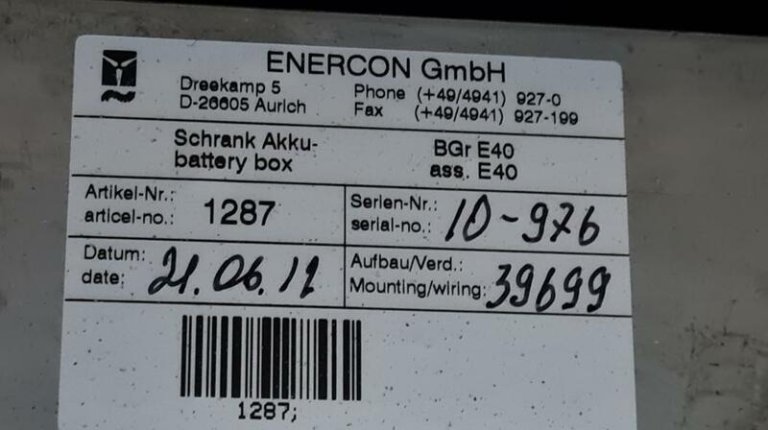 ENERCON GmbH
Dreekamp 5 Phone (+49/4941) 927-0
D-26605 Aurich Fax (+49/4941) 927-199
Schrank Akku- BGr E40
battery box ass. E40
Artikel-Nr.: Serien-Nr.:
articel-no.: 1287 serial-no.: 10-976
Datum: Aufbau/Verd.:
date: 21.06.12 Mounting/wiring: 39699
1287;